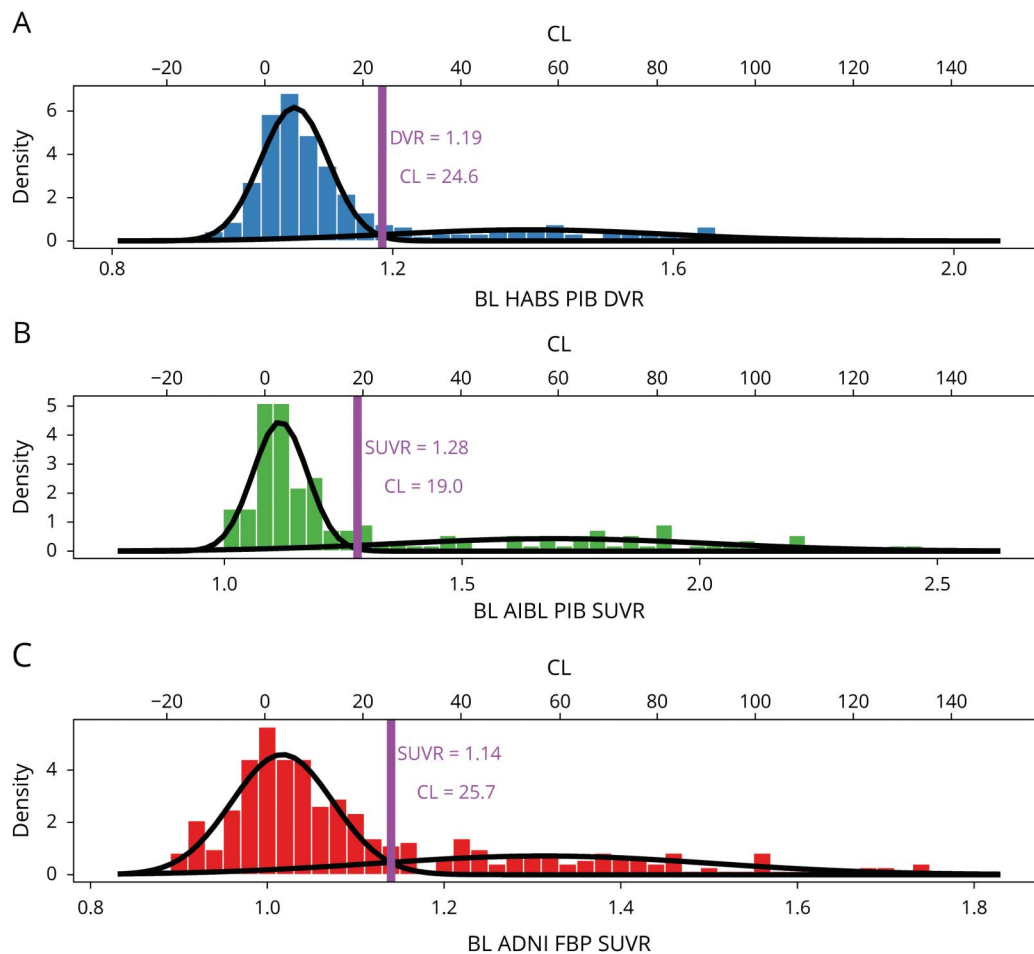 A
CL
−20 0 20 40 60 80 100 120 140
Density
6
4
2
0
DVR = 1.19
CL = 24.6
0.8 1.2 1.6 2.0
BL HABS PIB DVR
B
CL
−20 0 20 40 60 80 100 120 140
Density
5
4
3
2
1
0
SUVR = 1.28
CL = 19.0
1.0 1.5 2.0 2.5
BL AIBL PIB SUVR
C
CL
−20 0 20 40 60 80 100 120 140
Density
4
2
0
SUVR = 1.14
CL = 25.7
0.8 1.0 1.2 1.4 1.6 1.8
BL ADNI FBP SUVR